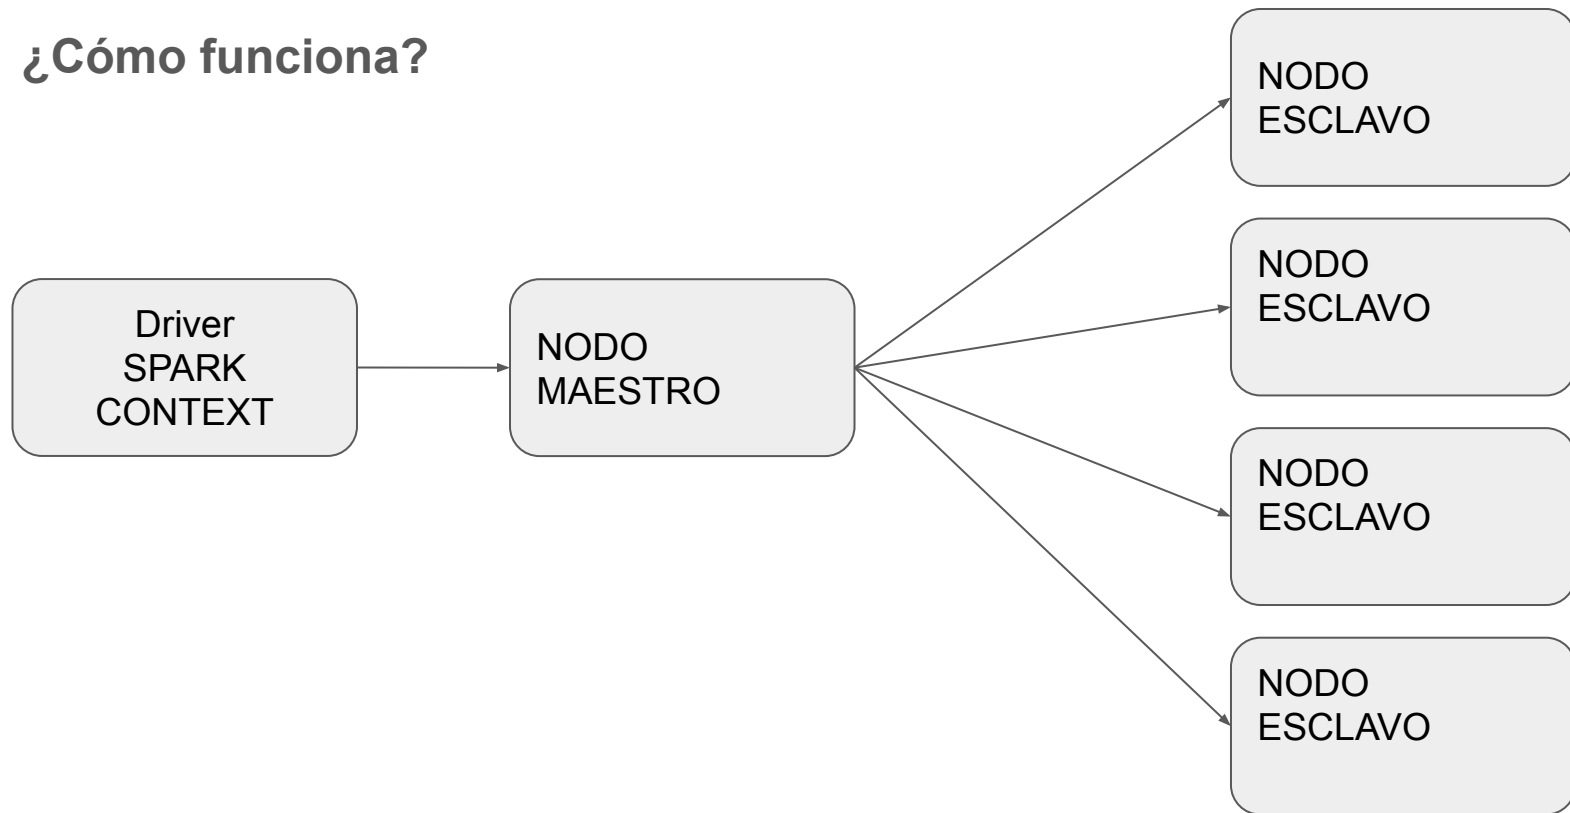 ¿Cómo funciona?
Driver
SPARK
CONTEXT
NODO
MAESTRO
NODO
ESCLAVO
NODO
ESCLAVO
NODO
ESCLAVO
NODO
ESCLAVO